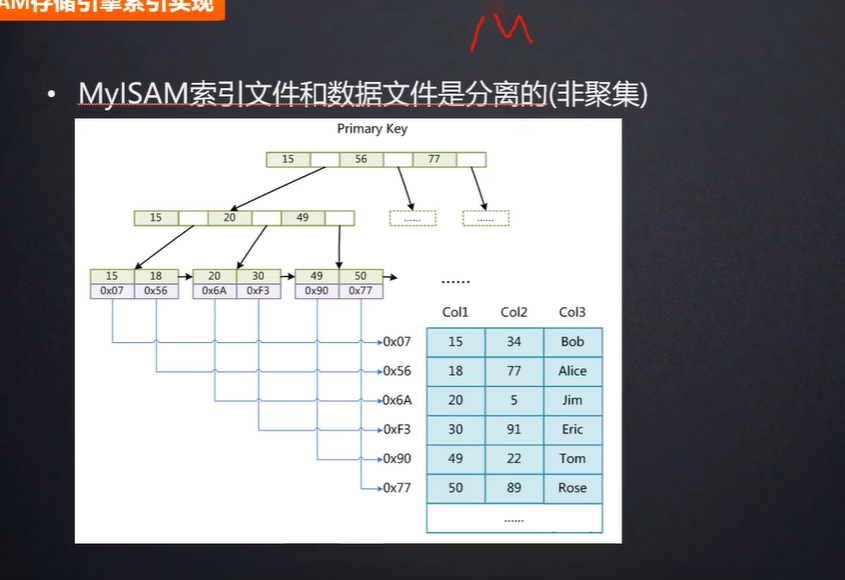 AM存储引擎索引实现
M
• MyISAM索引文件和数据文件是分离的(非聚集)
Primary Key
15 56 77
15 20 49 ...... ......
15 18 20 30 49 50
0x07 0x56 0x6A 0xF3 0x90 0x77
......
Col1 Col2 Col3
0x07 15 34 Bob
0x56 18 77 Alice
0x6A 20 5 Jim
0xF3 30 91 Eric
0x90 49 22 Tom
0x77 50 89 Rose
......